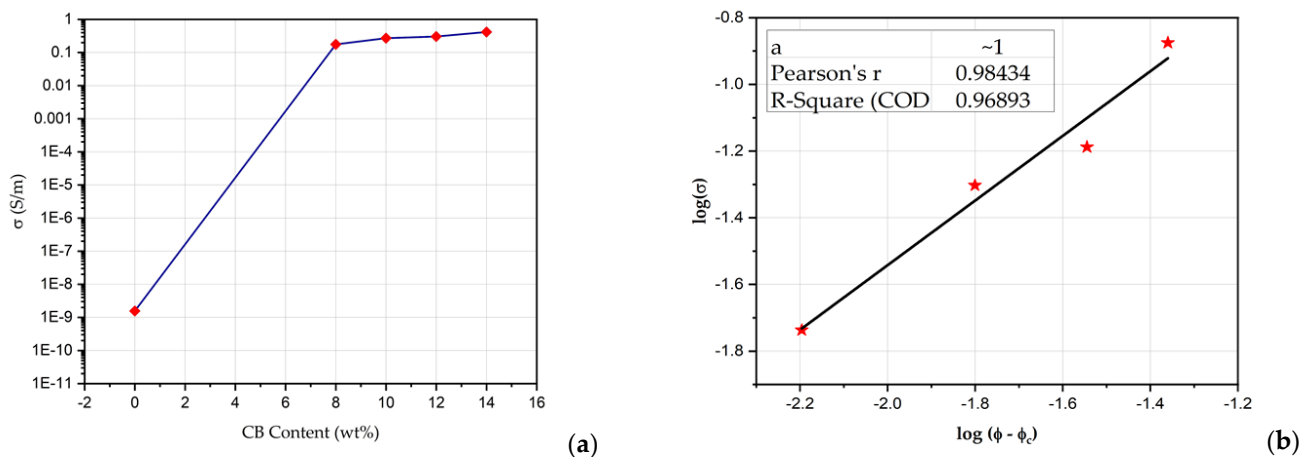 1
0.1
0.01
0.001
1E-4
1E-5
1E-6
1E-7
1E-8
1E-9
1E-10
1E-11
σ (S/m)
-2 0 2 4 6 8 10 12 14 16
CB Content (wt%)
(a)
a ~1
Pearson's r 0.98434
R-Square (COD 0.96893
-0.8
-1.0
-1.2
-1.4
-1.6
-1.8
log(σ)
-2.2 -2.0 -1.8 -1.6 -1.4 -1.2
log (ϕ - ϕc)
(b)